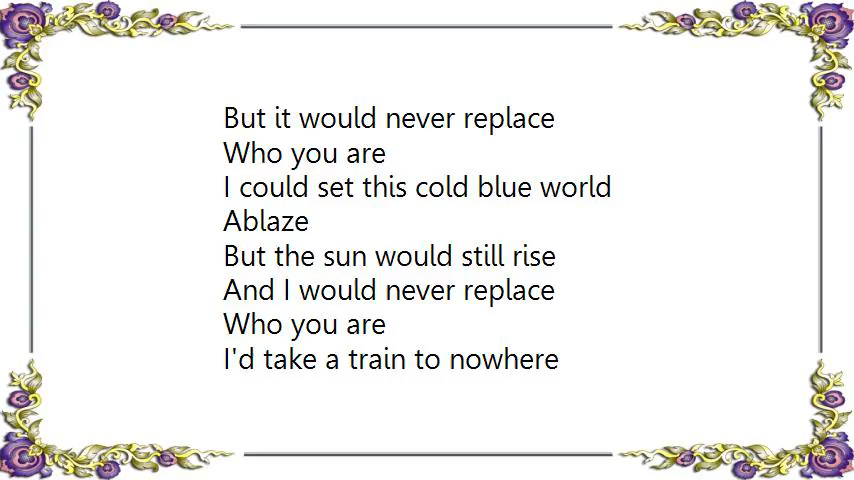 But it would never replace
Who you are
I could set this cold blue world
Ablaze
But the sun would still rise
And I would never replace
Who you are
I'd take a train to nowhere